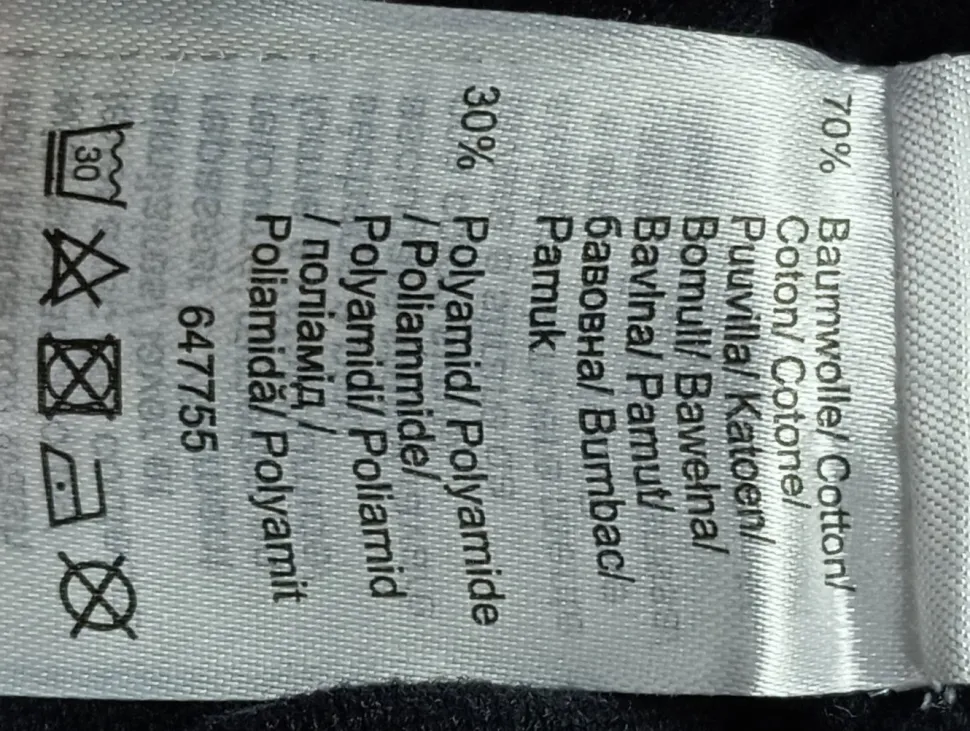 70% Baumwolle/ Cotton/
Coton/ Cotone/
Puuvilla/ Katoen/
Bomull/ Bawełna/
Bavlna/ Pamut/
бавовна/ Bumbac/
Pamuk
30% Polyamid/ Polyamide
/ Poliammide/
Polyamidi/ Poliamid
/ поліамід /
Poliamidă/ Polyamit
647755
30